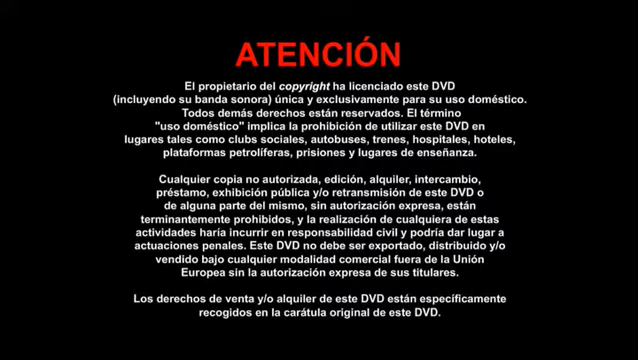 ATENCIÓN
El propietario del copyright ha licenciado este DVD
(incluyendo su banda sonora) única y exclusivamente para su uso doméstico.
Todos demás derechos están reservados. El término
"uso doméstico" implica la prohibición de utilizar este DVD en
lugares tales como clubs sociales, autobuses, trenes, hospitales, hoteles,
plataformas petrolíferas, prisiones y lugares de enseñanza.
Cualquier copia no autorizada, edición, alquiler, intercambio,
préstamo, exhibición pública y/o retransmisión de este DVD o
de alguna parte del mismo, sin autorización expresa, están
terminantemente prohibidos, y la realización de cualquiera de estas
actividades haría incurrir en responsabilidad civil y podría dar lugar a
actuaciones penales. Este DVD no debe ser exportado, distribuido y/o
vendido bajo cualquier modalidad comercial fuera de la Unión
Europea sin la autorización expresa de sus titulares.
Los derechos de venta y/o alquiler de este DVD están específicamente
recogidos en la carátula original de este DVD.